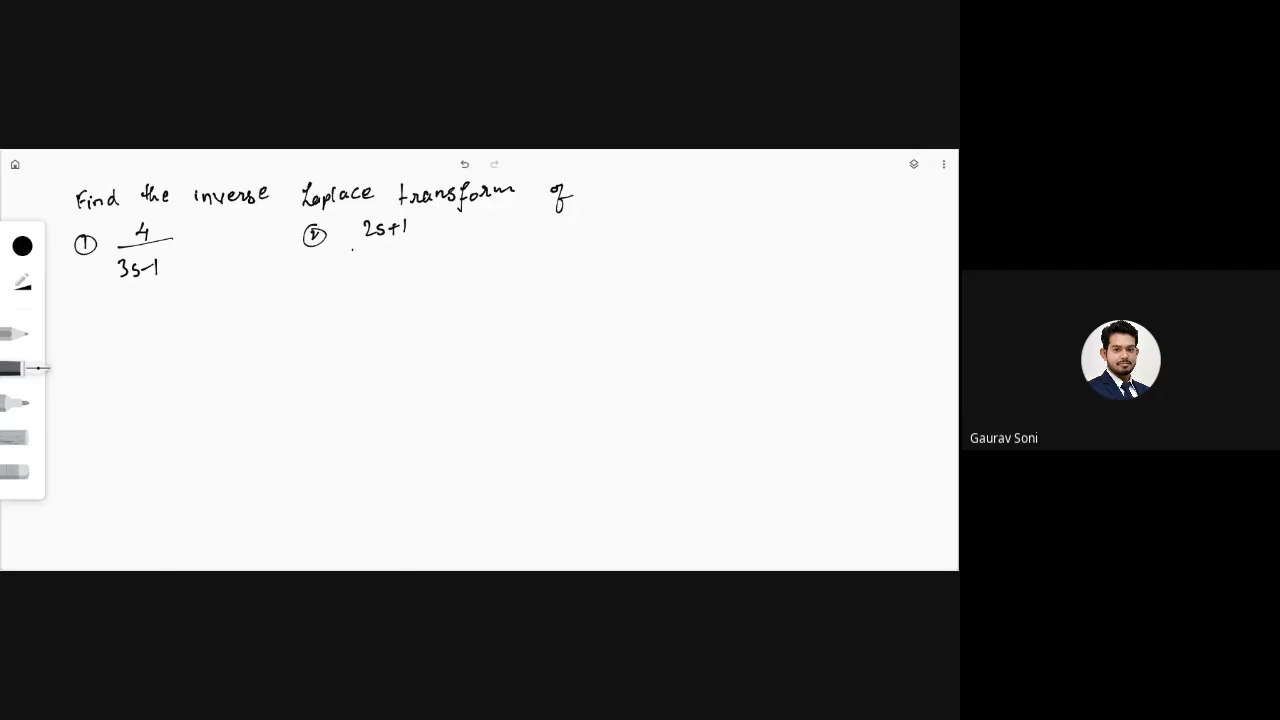 Find the inverse Laplace transform of
① 4/3s-1 ② 2s+1
Gaurav Soni